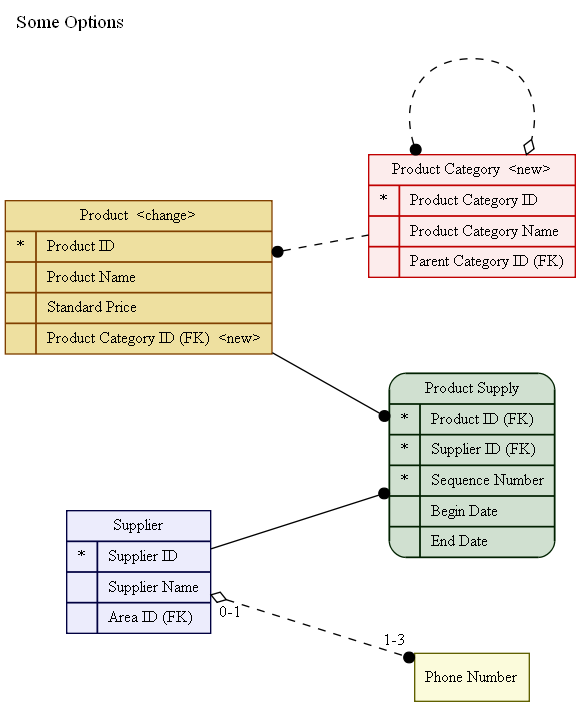 Some Options
Product Category <new>
* Product Category ID
Product Category Name
Parent Category ID (FK)
Product <change>
* Product ID
Product Name
Standard Price
Product Category ID (FK) <new>
Product Supply
* Product ID (FK)
* Supplier ID (FK)
* Sequence Number
Begin Date
End Date
Supplier
* Supplier ID
Supplier Name
Area ID (FK)
0-1
1-3
Phone Number